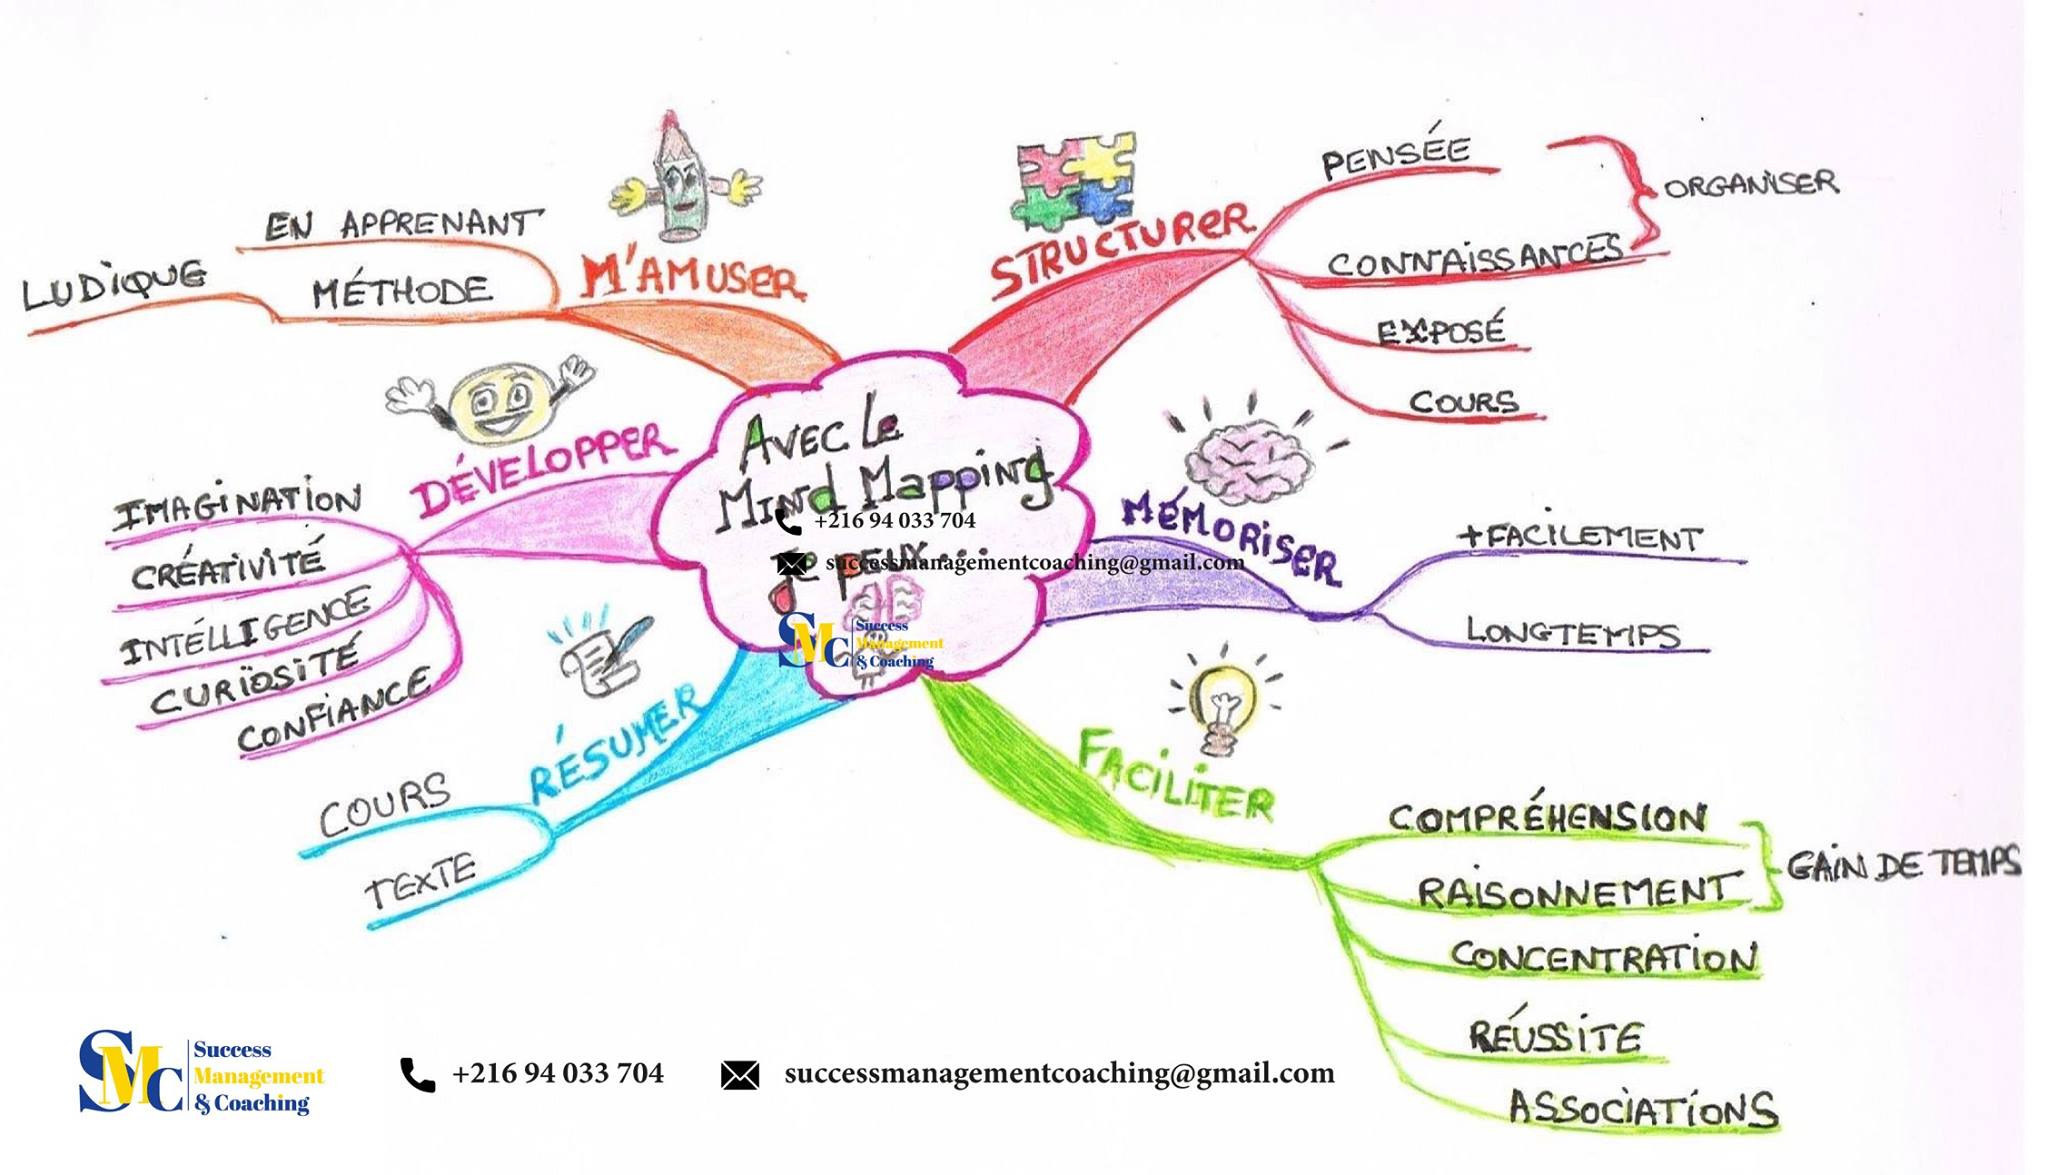 AVEC LE
MIND MAPPING
JE PEUX...
+216 94 033 704
successmanagementcoaching@gmail.com
SMC
Success
Management
& Coaching
STRUCTURER
PENSÉE
CONNAISSANCES
ORGANISER
EXPOSÉ
COURS
MÉMORISER
+FACILEMENT
LONGTEMPS
FACILITER
COMPRÉHENSION
RAISONNEMENT
GAIN DE TEMPS
CONCENTRATION
RÉUSSITE
ASSOCIATIONS
RÉSUMER
COURS
TEXTE
DÉVELOPPER
IMAGINATION
CRÉATIVITÉ
INTÉLLIGENCE
CURÏOSITÉ
CONFIANCE
M'AMUSER
EN APPRENANT
MÉTHODE
LUDIQUE
SMC
Success
Management
& Coaching
+216 94 033 704
successmanagementcoaching@gmail.com